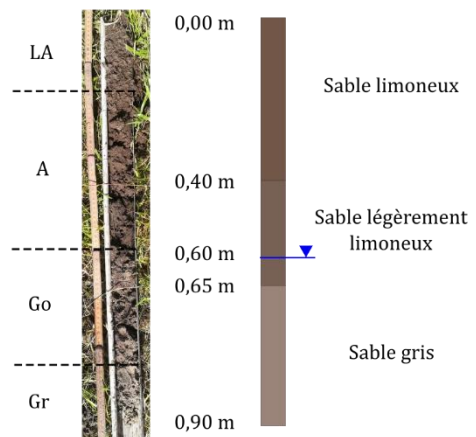 0,00 m
LA
Sable limoneux
A
0,40 m
Sable légèrement
limoneux
0,60 m
0,65 m
Go
Sable gris
Gr
0,90 m